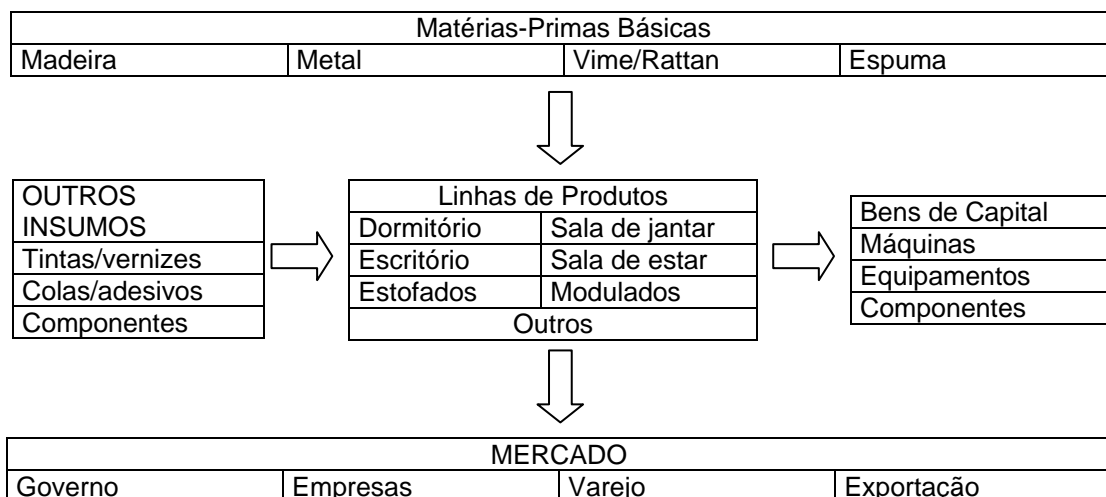 Matérias-Primas Básicas
Madeira Metal Vime/Rattan Espuma
OUTROS
INSUMOS
Tintas/vernizes
Colas/adesivos
Componentes
Linhas de Produtos
Dormitório Sala de jantar
Escritório Sala de estar
Estofados Modulados
Outros
Bens de Capital
Máquinas
Equipamentos
Componentes
MERCADO
Governo Empresas Varejo Exportação